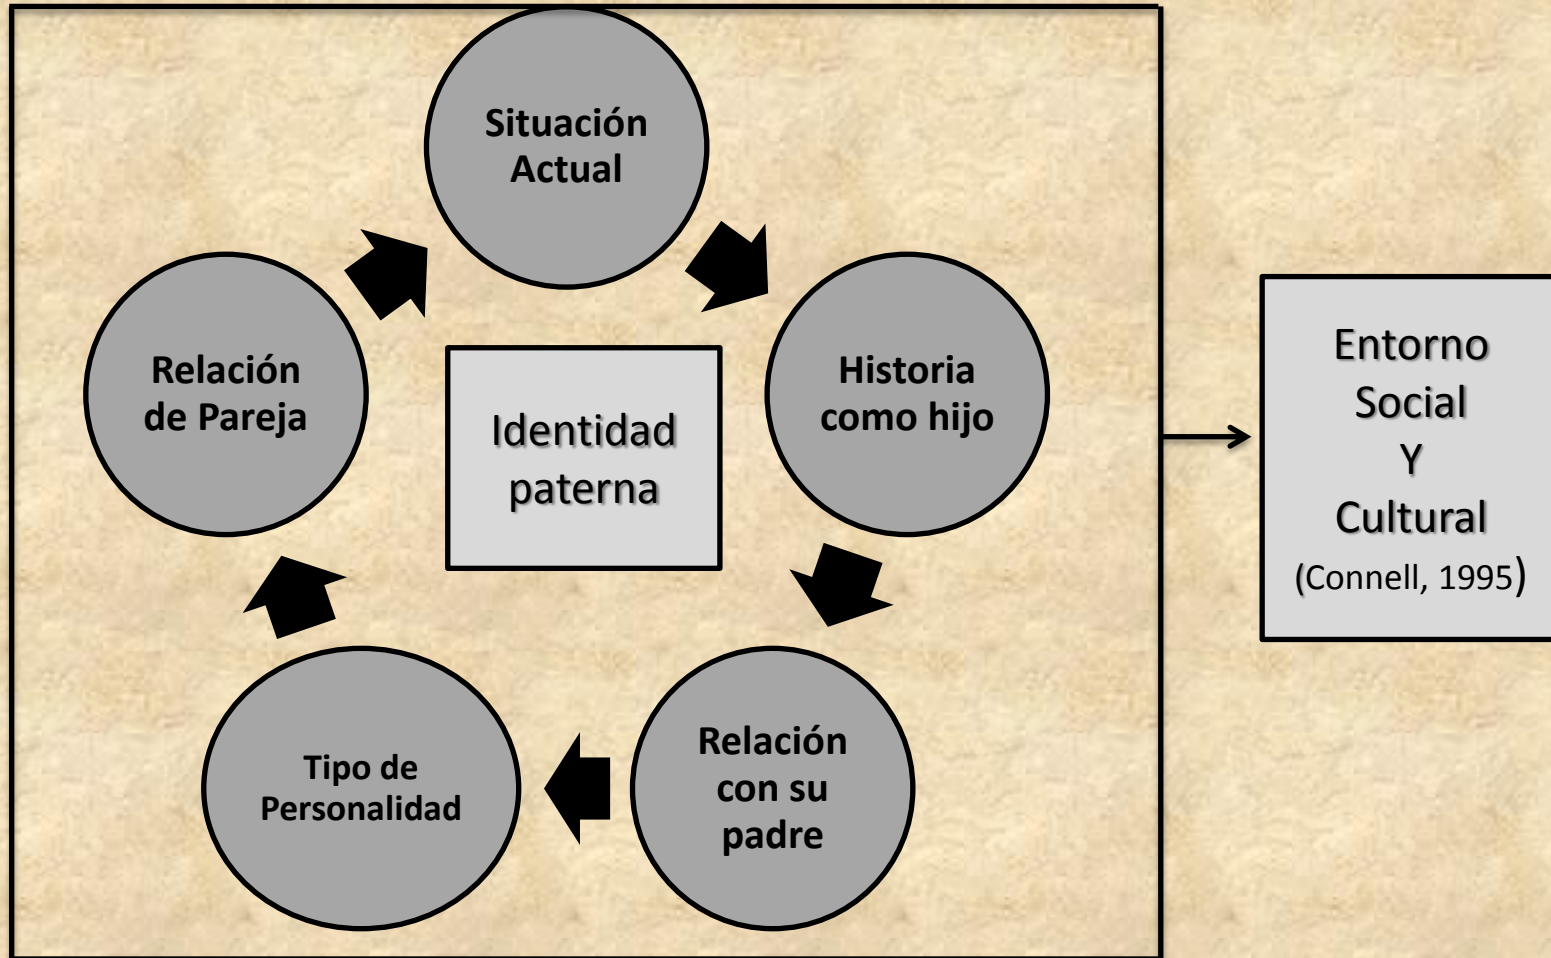 Situación
Actual
Historia
como hijo
Relación
con su
padre
Tipo de
Personalidad
Relación
de Pareja
Identidad
paterna
Entorno
Social
Y
Cultural
(Connell, 1995)